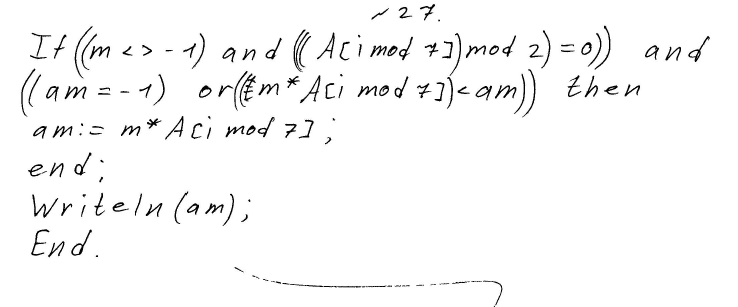 ~ 27.
If ((m <> -1) and (((A[i mod 7]) mod 2) = 0)) and
((am = -1) or ((m * A[i mod 7]) < am)) then
am := m * A[i mod 7];
end;
Writeln (am);
End.